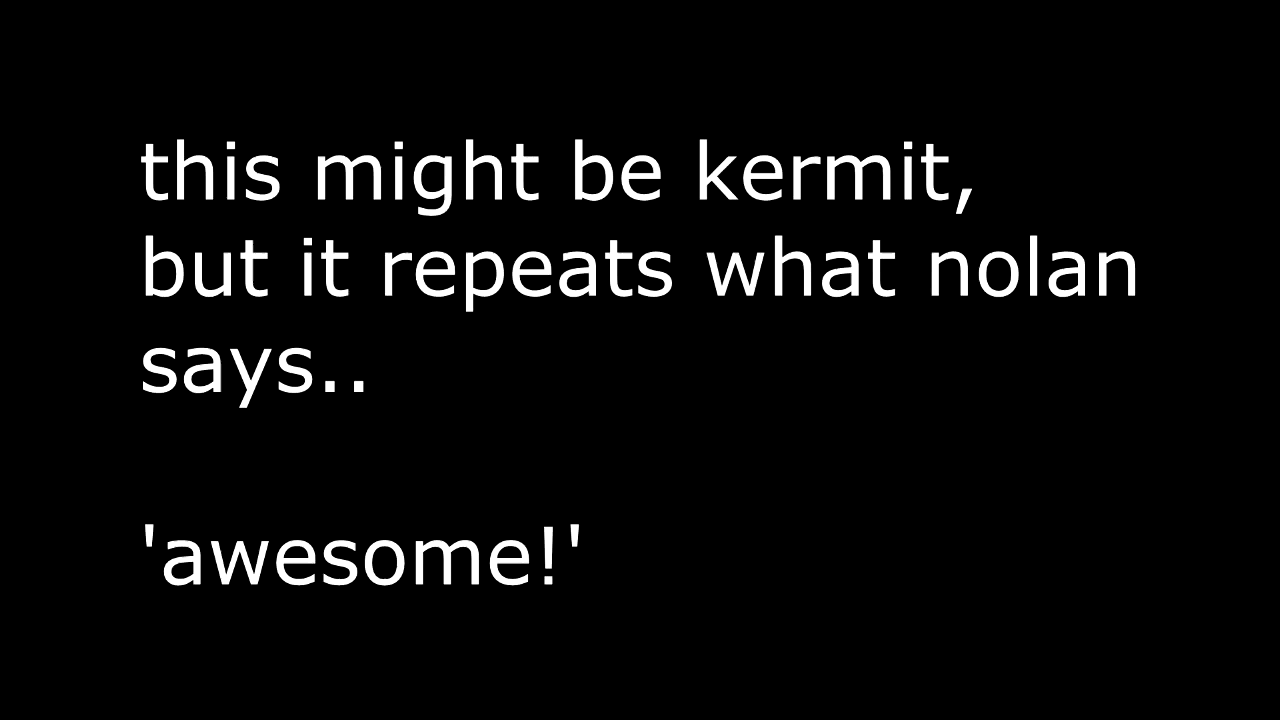 this might be kermit,
but it repeats what nolan
says..
'awesome!'